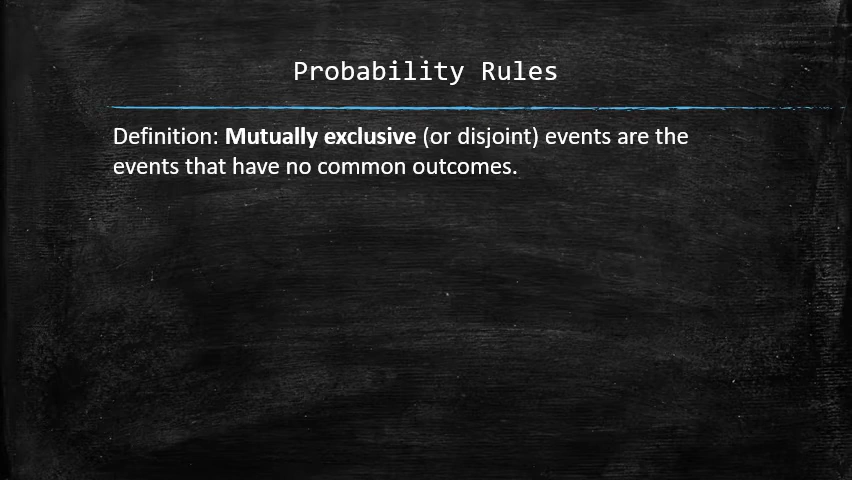 Probability Rules
Definition: Mutually exclusive (or disjoint) events are the
events that have no common outcomes.